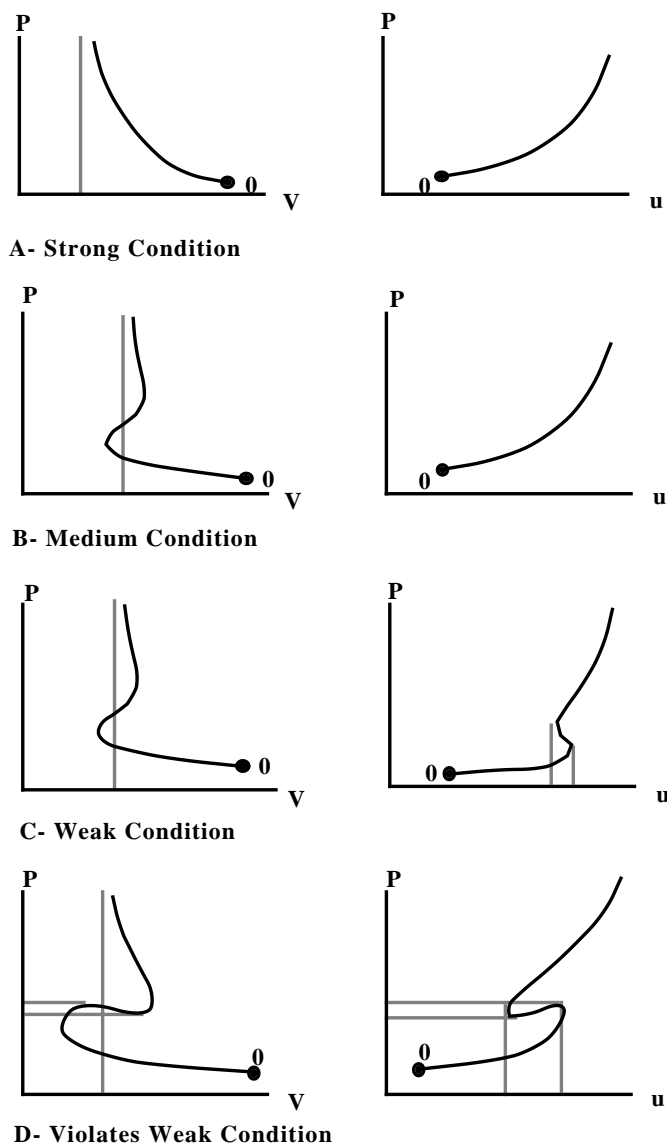 P
0
V
P
0
u
A- Strong Condition
P
0
V
P
0
u
B- Medium Condition
P
0
V
P
0
u
C- Weak Condition
P
0
V
P
0
u
D- Violates Weak Condition